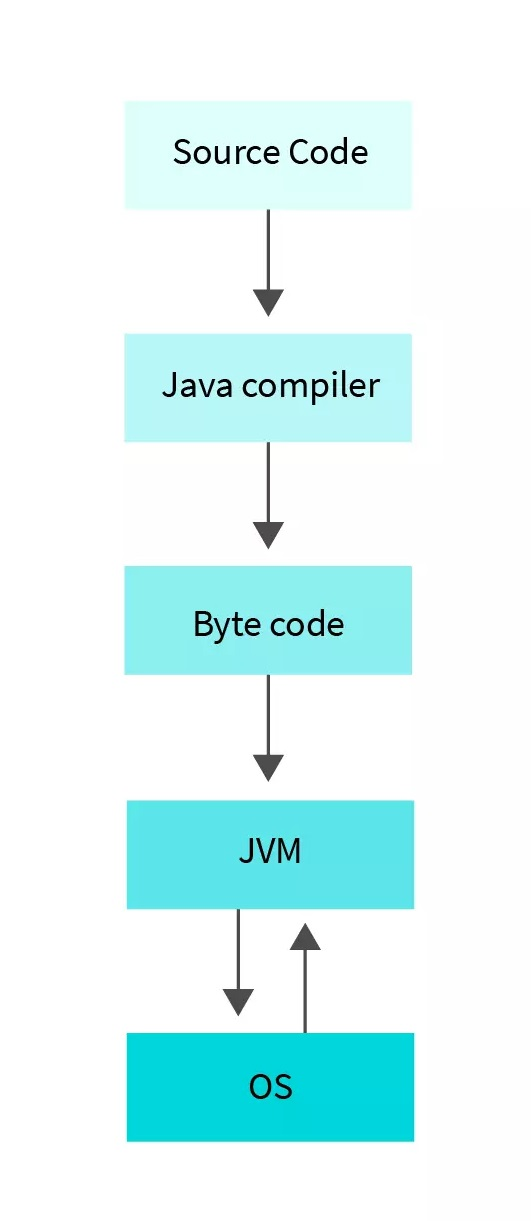 Source Code
Java compiler
Byte code
JVM
OS